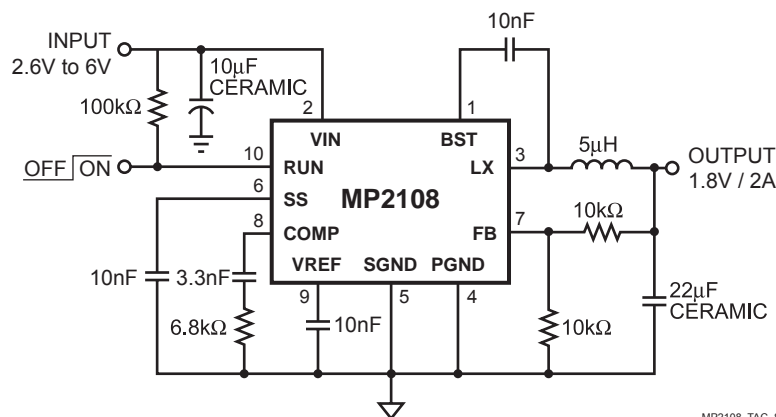 INPUT
2.6V to 6V
10µF
CERAMIC
100kΩ
OFF ON
10nF
2
1
VIN
BST
10
RUN
LX
3
5µH
OUTPUT
1.8V / 2A
6
SS
MP2108
8
COMP
FB
7
10kΩ
VREF
SGND
PGND
10nF
3.3nF
9
5
4
22µF
CERAMIC
6.8kΩ
10nF
10kΩ